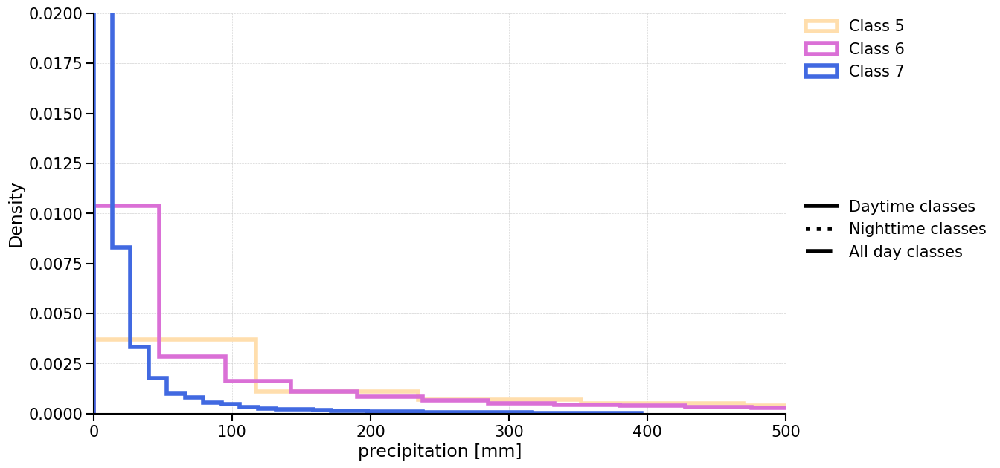 0.0200
0.0175
0.0150
0.0125
0.0100
0.0075
0.0050
0.0025
0.0000
Density
0 100 200 300 400 500
precipitation [mm]
Class 5
Class 6
Class 7
Daytime classes
Nighttime classes
All day classes